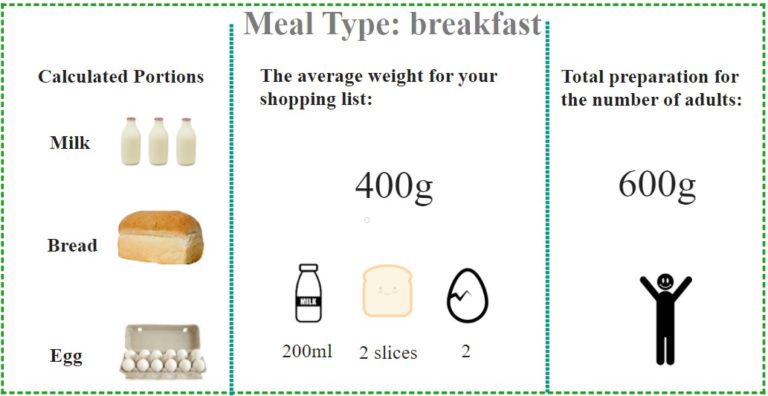 Meal Type: breakfast
Calculated Portions
Milk
Bread
Egg
The average weight for your
shopping list:
400g
MILK
200ml
2 slices
2
Total preparation for
the number of adults:
600g